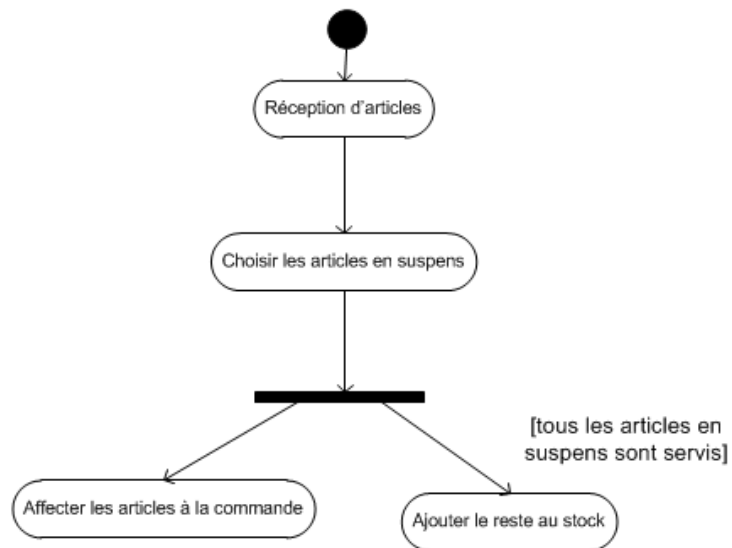 Réception d'articles
Choisir les articles en suspens
[tous les articles en
suspens sont servis]
Affecter les articles à la commande
Ajouter le reste au stock